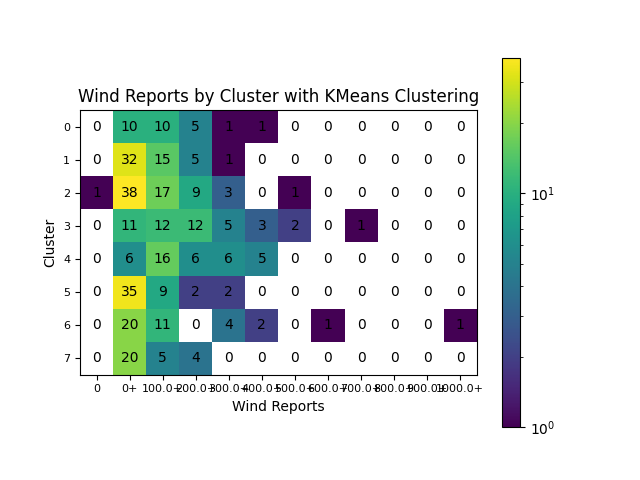 Wind Reports by Cluster with KMeans Clustering
0 0 10 10 5 1 1 0 0 0 0 0 0
1 0 32 15 5 1 0 0 0 0 0 0 0
2 1 38 17 9 3 0 1 0 0 0 0 0
3 0 11 12 12 5 3 2 0 1 0 0 0
4 0 6 16 6 6 5 0 0 0 0 0 0
5 0 35 9 2 2 0 0 0 0 0 0 0
6 0 20 11 0 4 2 0 1 0 0 0 1
7 0 20 5 4 0 0 0 0 0 0 0 0
0 0+ 100.0+ 200.0+ 300.0+ 400.0+ 500.0+ 600.0+ 700.0+ 800.0+ 900.0+ 1000.0+
Wind Reports
Cluster
10¹
10⁰